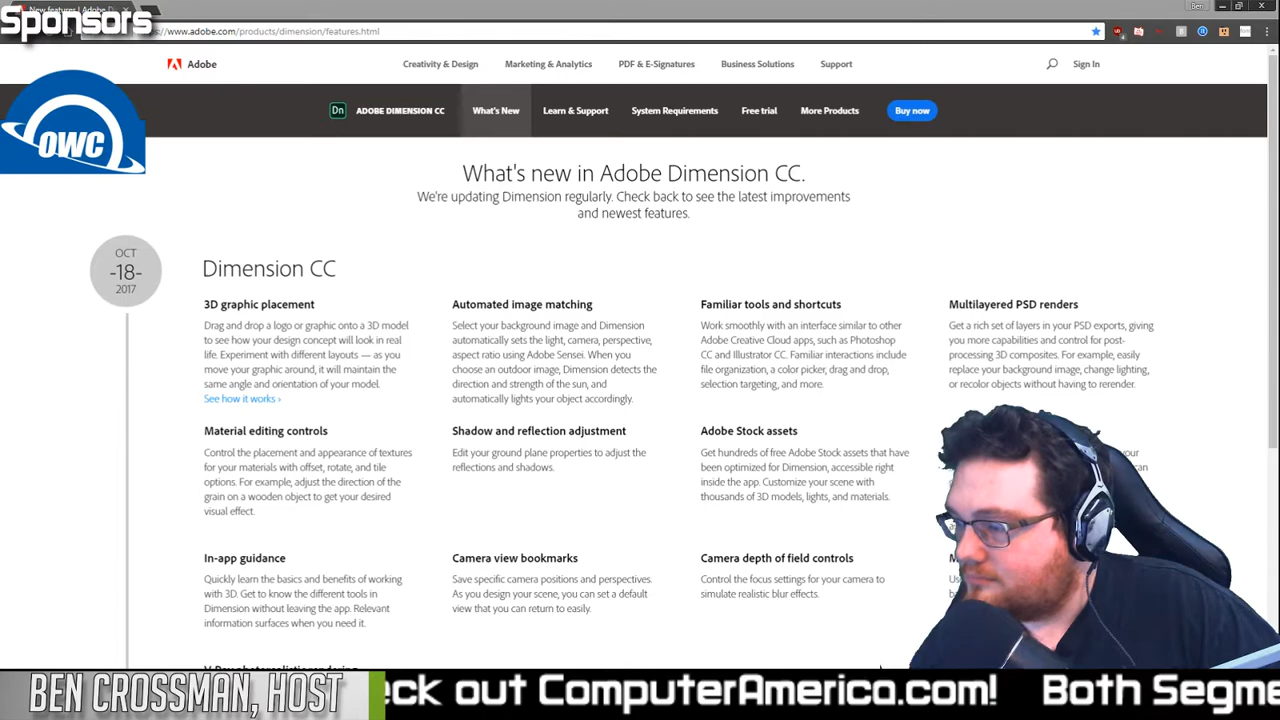 New features | Adobe D
Ben
Sponsors
www.adobe.com/products/dimension/features.html
Adobe
Creativity & Design
Marketing & Analytics
PDF & E-Signatures
Business Solutions
Support
Sign In
OWC
Dn
ADOBE DIMENSION CC
What's New
Learn & Support
System Requirements
Free trial
More Products
Buy now
What's new in Adobe Dimension CC.
We're updating Dimension regularly. Check back to see the latest improvements
and newest features.
OCT
-18-
2017
Dimension CC
3D graphic placement
Drag and drop a logo or graphic onto a 3D model
to see how your design concept will look in real
life. Experiment with different layouts — as you
move your graphic around, it will maintain the
same angle and orientation of your model.
See how it works ›
Automated image matching
Select your background image and Dimension
automatically sets the light, camera, perspective,
aspect ratio using Adobe Sensei. When you
choose an outdoor image, Dimension detects the
direction and strength of the sun, and
automatically lights your object accordingly.
Familiar tools and shortcuts
Work smoothly with an interface similar to other
Adobe Creative Cloud apps, such as Photoshop
CC and Illustrator CC. Familiar interactions include
file organization, a color picker, drag and drop,
selection targeting, and more.
Multilayered PSD renders
Get a rich set of layers in your PSD exports, giving
you more capabilities and control for post-
processing 3D composites. For example, easily
replace your background image, change lighting,
or recolor objects without having to rerender.
Material editing controls
Control the placement and appearance of textures
for your materials with offset, rotate, and tile
options. For example, adjust the direction of the
grain on a wooden object to get your desired
visual effect.
Shadow and reflection adjustment
Edit your ground plane properties to adjust the
reflections and shadows.
Adobe Stock assets
Get hundreds of free Adobe Stock assets that have
been optimized for Dimension, accessible right
inside the app. Customize your scene with
thousands of 3D models, lights, and materials.
your
can
In-app guidance
Quickly learn the basics and benefits of working
with 3D. Get to know the different tools in
Dimension without leaving the app. Relevant
information surfaces when you need it.
Camera view bookmarks
Save specific camera positions and perspectives.
As you design your scene, you can set a default
view that you can return to easily.
Camera depth of field controls
Control the focus settings for your camera to
simulate realistic blur effects.
V-Ray photorealistic rendering
BEN CROSSMAN, HOST
eck out ComputerAmerica.com! Both Segme